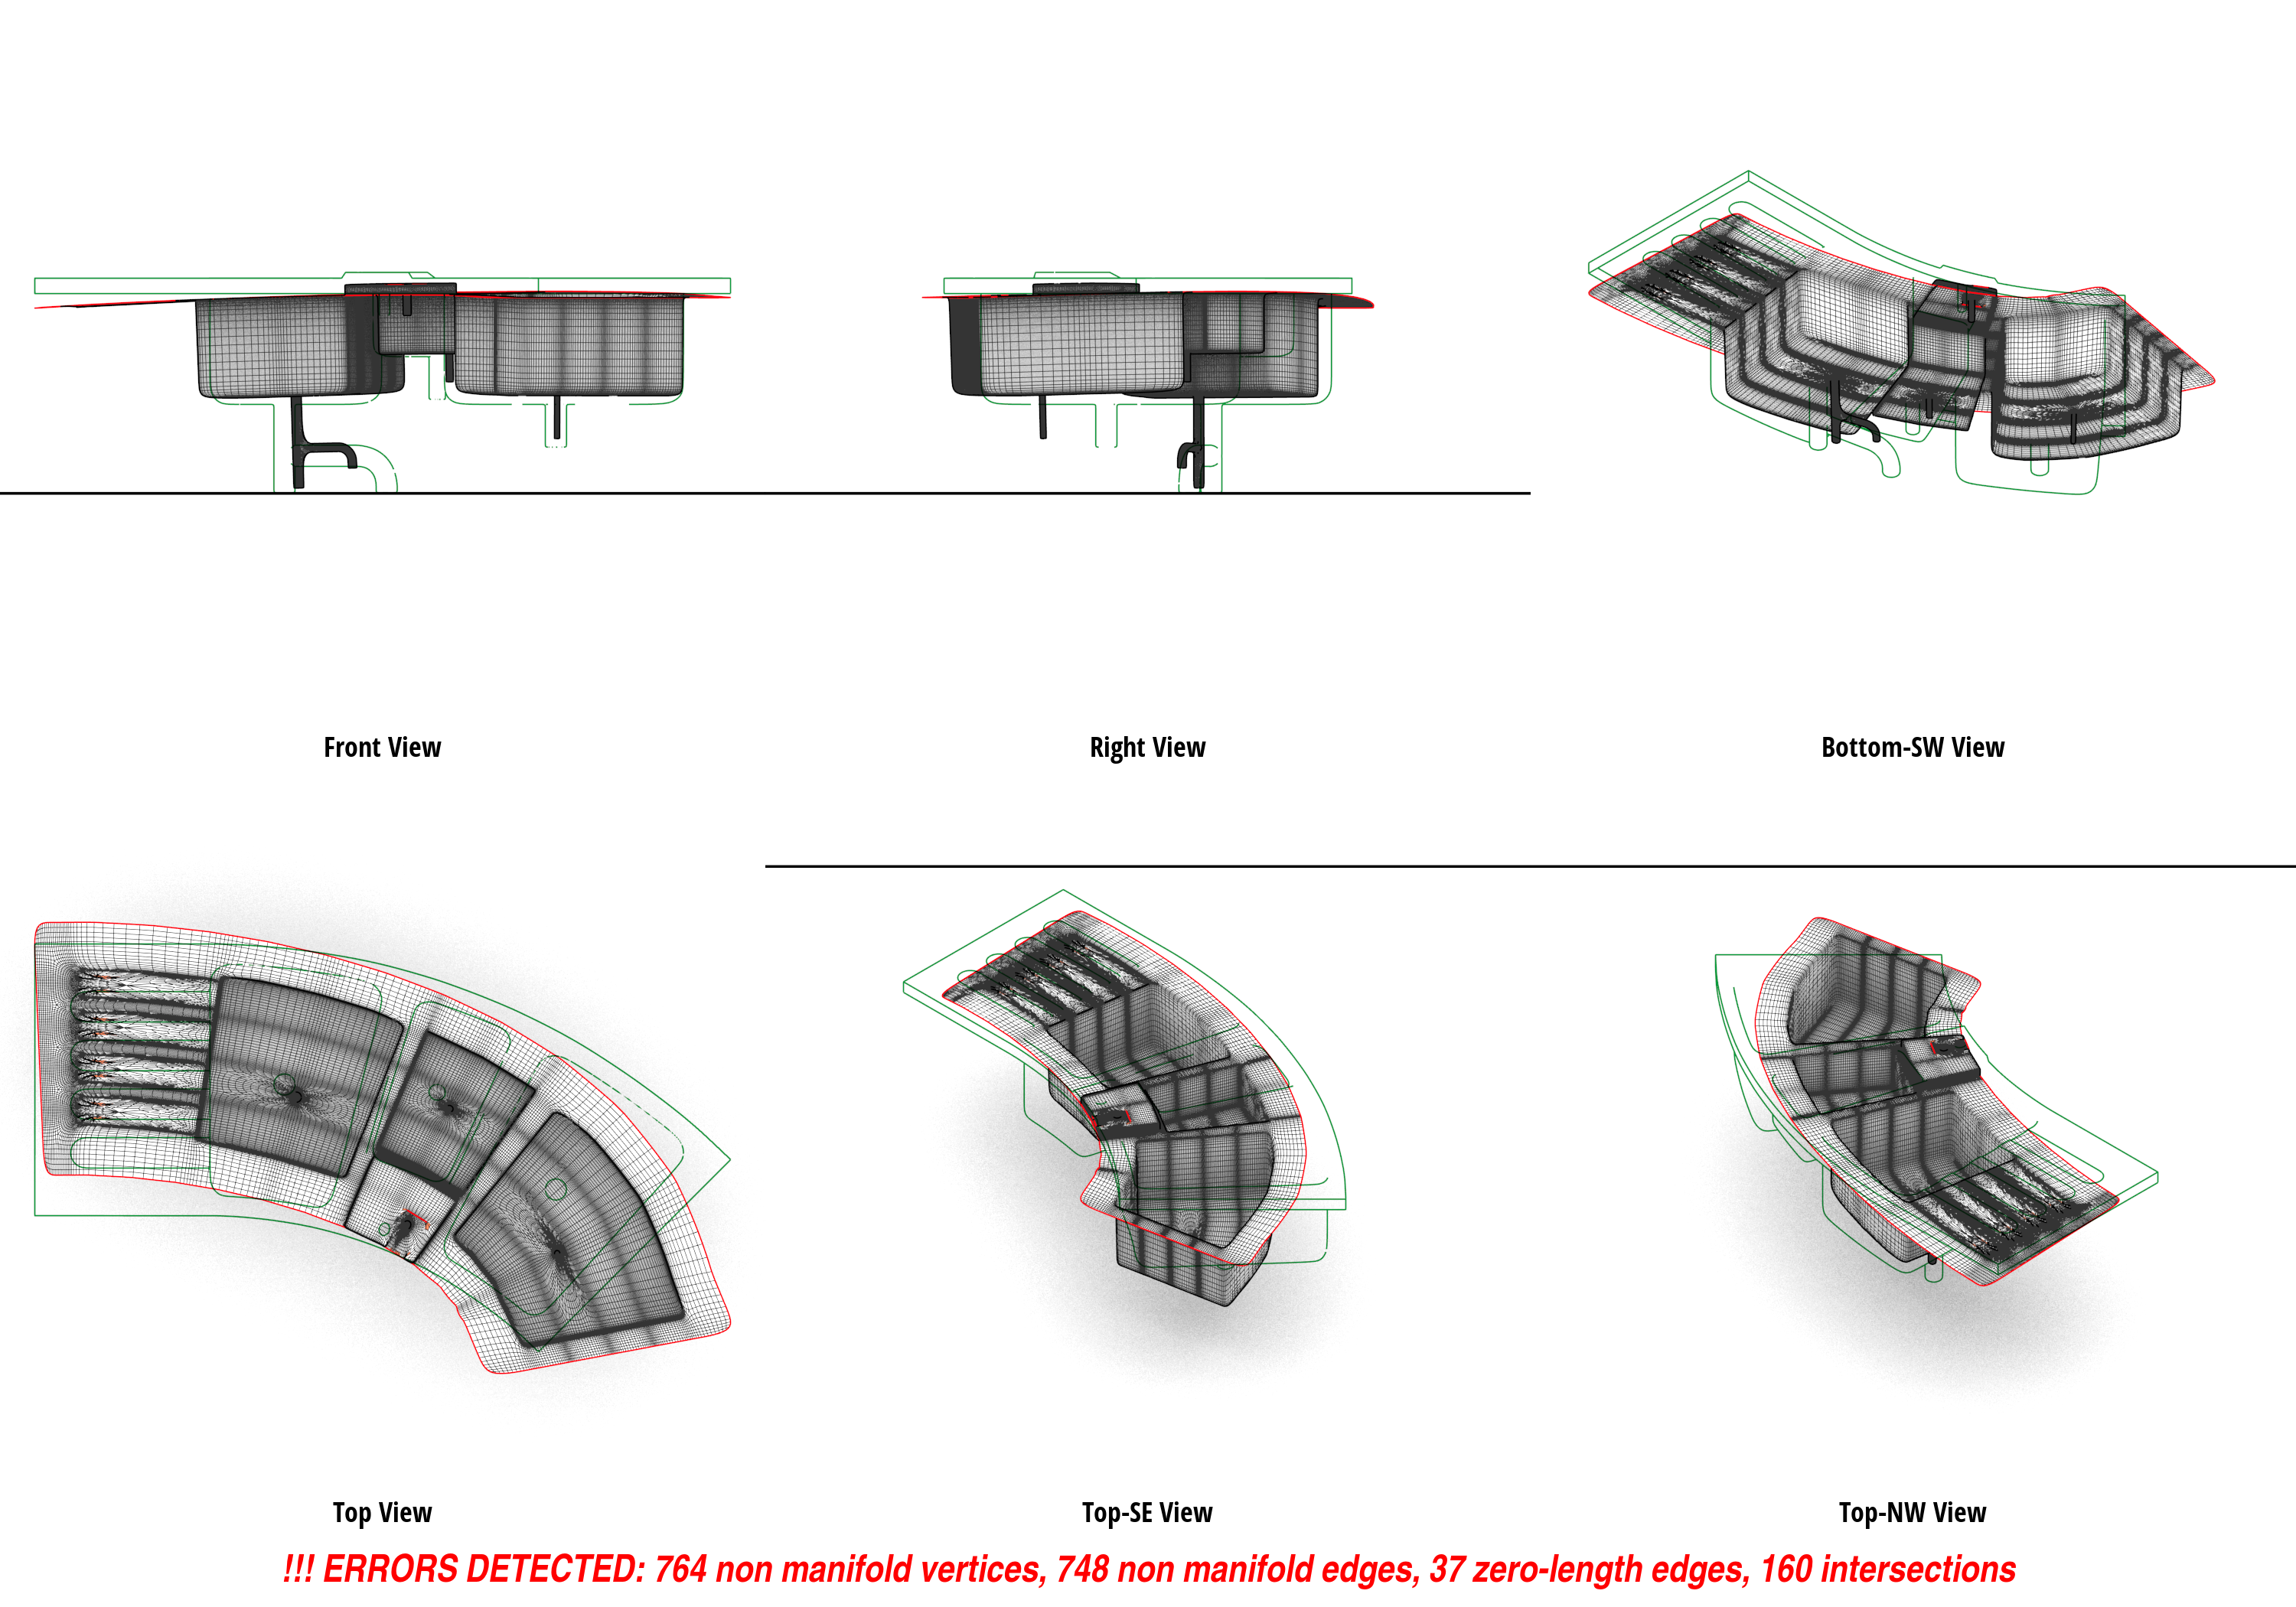 Front View
Right View
Bottom-SW View
Top View
Top-SE View
Top-NW View
!!! ERRORS DETECTED: 764 non manifold vertices, 748 non manifold edges, 37 zero-length edges, 160 intersections